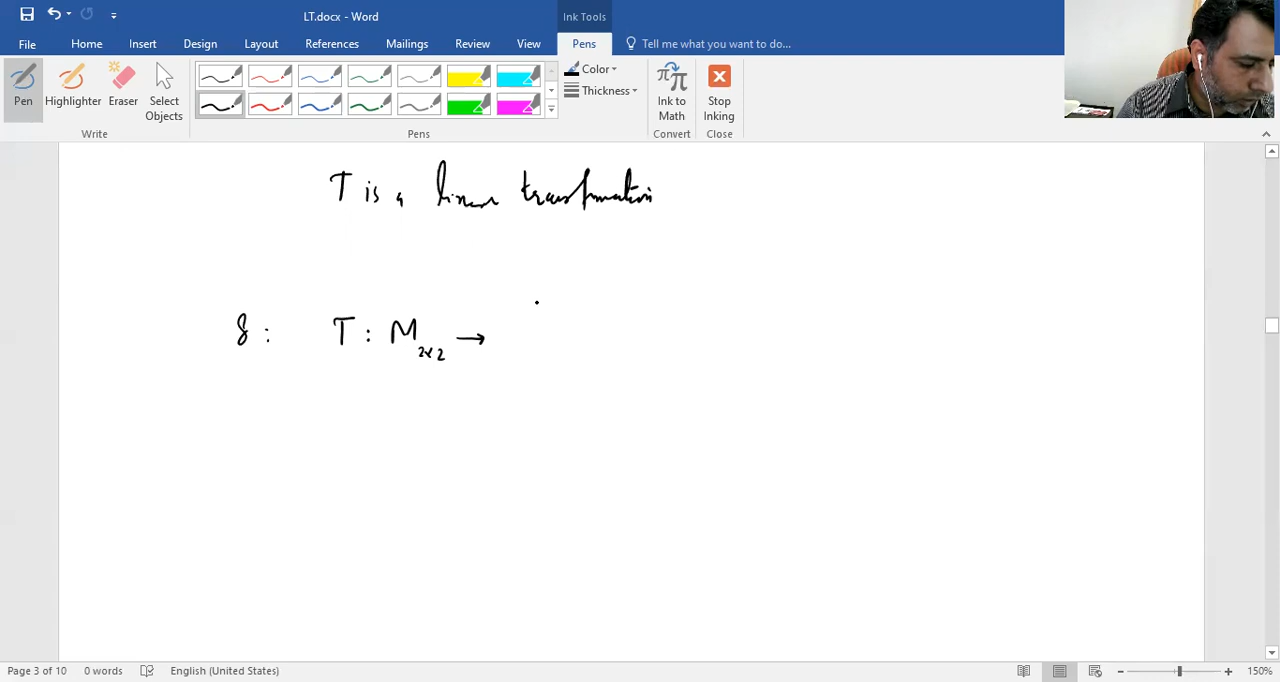 LT.docx - Word
Ink Tools
File Home Insert Design Layout References Mailings Review View Pens Tell me what you want to do...
Pen Highlighter Eraser Select Objects
Color
Thickness
Ink to Math
Stop Inking
Write Pens Convert Close
T is a linear transformation
8: T : M₂ₓ₂ →
Page 3 of 10 0 words English (United States) 150%